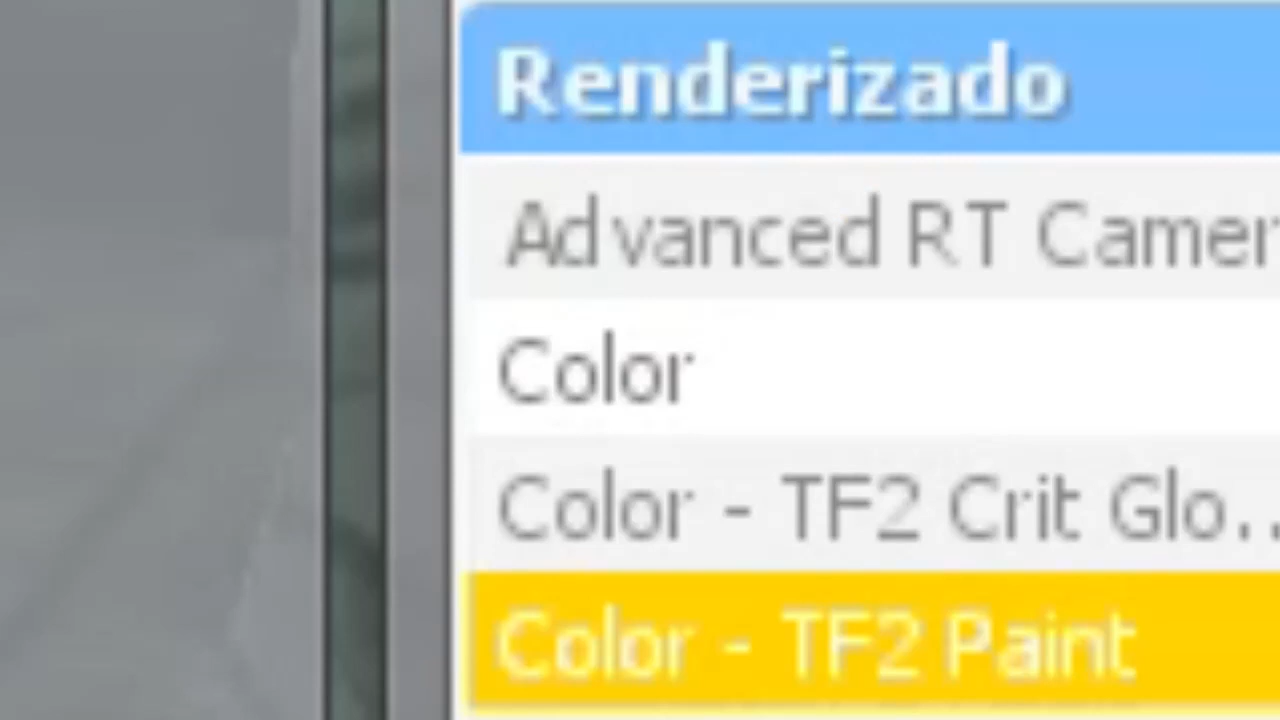 Renderizado
Advanced RT Camer
Color
Color - TF2 Crit Glo...
Color - TF2 Paint